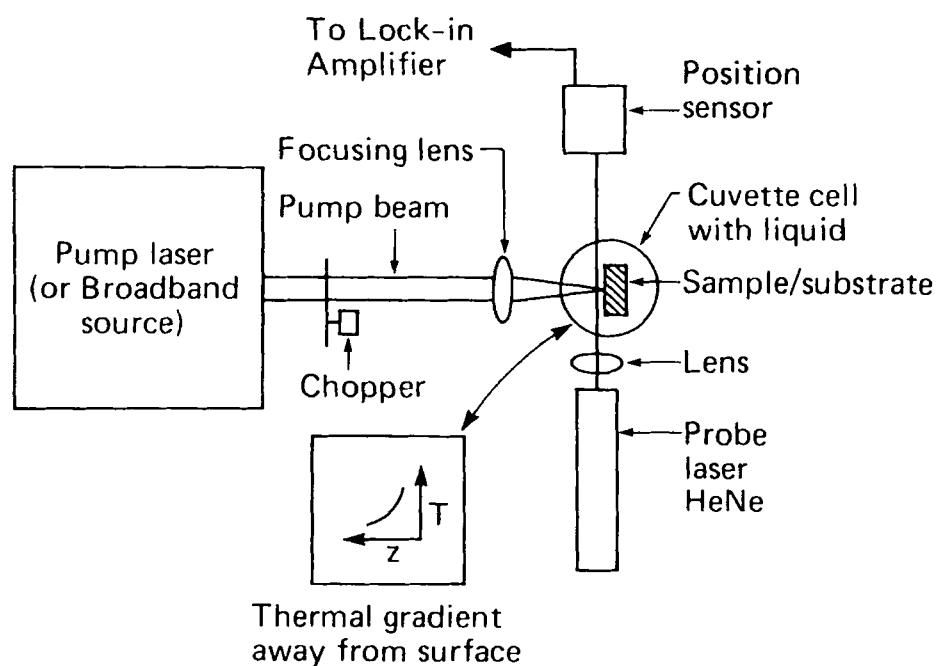 To Lock-in
Amplifier
Position
sensor
Focusing lens
Pump beam
Cuvette cell
with liquid
Pump laser
(or Broadband
source)
Sample/substrate
Chopper
Lens
Probe
laser
HeNe
T
z
Thermal gradient
away from surface